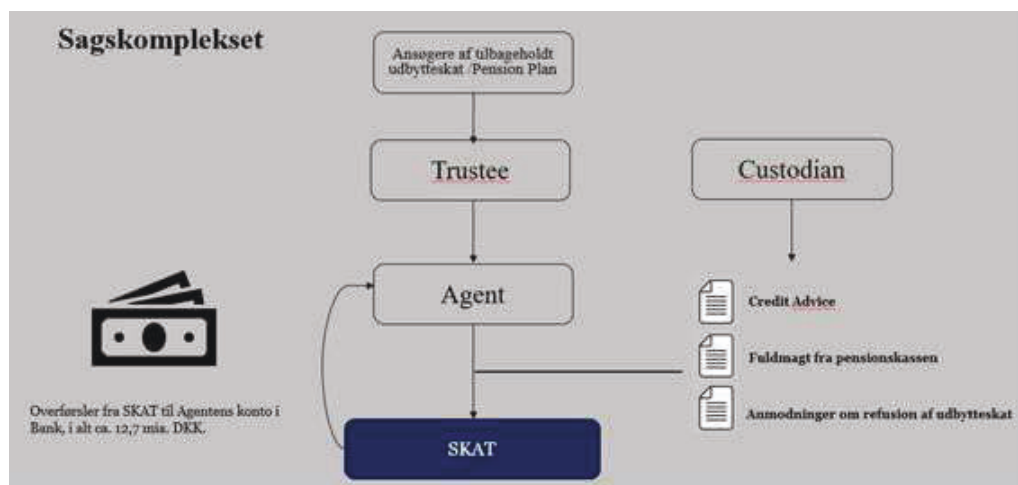 Sagskomplekset
Ansøgere af tilbageholdt
udbytteskat /Pension Plan
Trustee
Custodian
Agent
Credit Advice
Fuldmagt fra pensionskassen
Overførsler fra SKAT til Agentens konto i
Bank, i alt ca. 12,7 mia. DKK.
Anmodninger om refusion af udbytteskat
SKAT